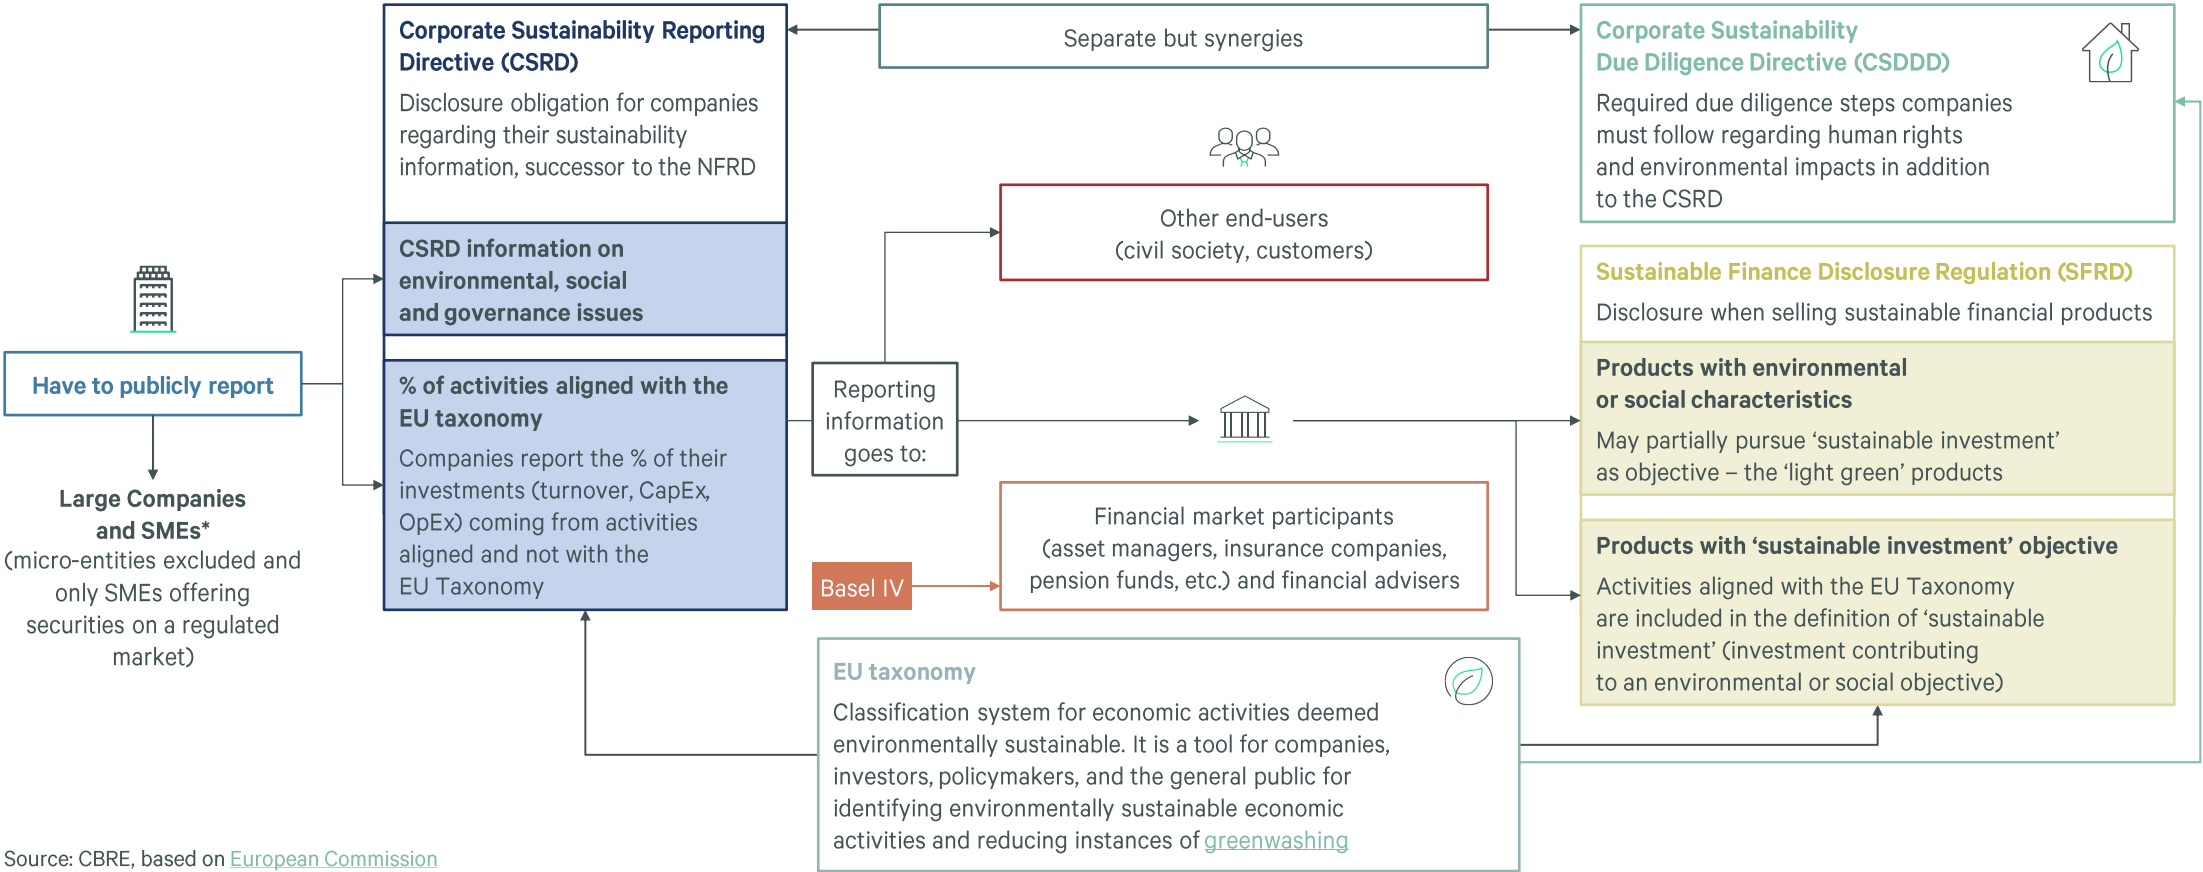 Corporate Sustainability Reporting
Directive (CSRD)
Disclosure obligation for companies
regarding their sustainability
information, successor to the NFRD
CSRD information on
environmental, social
and governance issues
% of activities aligned with the
EU taxonomy
Companies report the % of their
investments (turnover, CapEx,
OpEx) coming from activities
aligned and not with the
EU Taxonomy
Have to publicly report
Large Companies
and SMEs*
(micro-entities excluded and
only SMEs offering
securities on a regulated
market)
Separate but synergies
Other end-users
(civil society, customers)
Reporting
information
goes to:
Financial market participants
(asset managers, insurance companies,
pension funds, etc.) and financial advisers
Basel IV
EU taxonomy
Classification system for economic activities deemed
environmentally sustainable. It is a tool for companies,
investors, policymakers, and the general public for
identifying environmentally sustainable economic
activities and reducing instances of greenwashing
Corporate Sustainability
Due Diligence Directive (CSDDD)
Required due diligence steps companies
must follow regarding human rights
and environmental impacts in addition
to the CSRD
Sustainable Finance Disclosure Regulation (SFRD)
Disclosure when selling sustainable financial products
Products with environmental
or social characteristics
May partially pursue ‘sustainable investment’
as objective – the ‘light green’ products
Products with ‘sustainable investment’ objective
Activities aligned with the EU Taxonomy
are included in the definition of ‘sustainable
investment’ (investment contributing
to an environmental or social objective)
Source: CBRE, based on European Commission